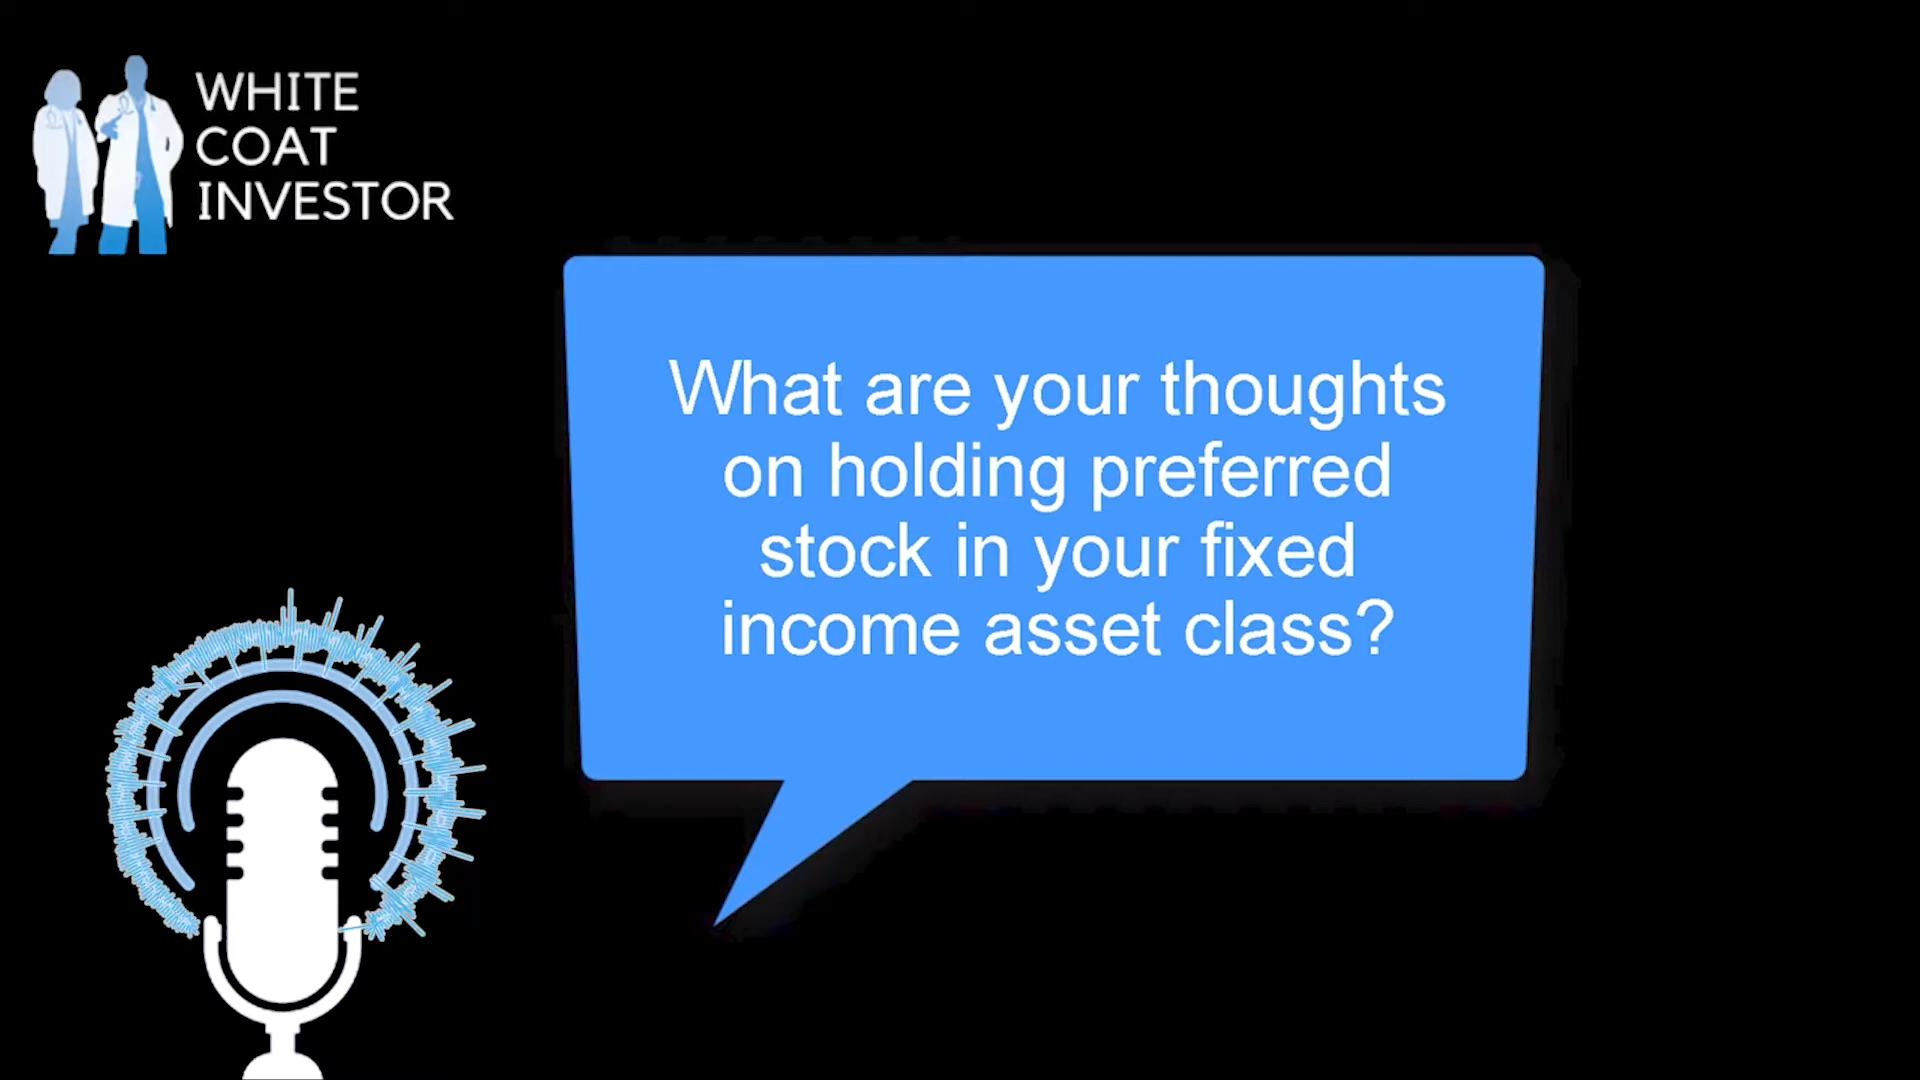 WHITE
COAT
INVESTOR
What are your thoughts
on holding preferred
stock in your fixed
income asset class?